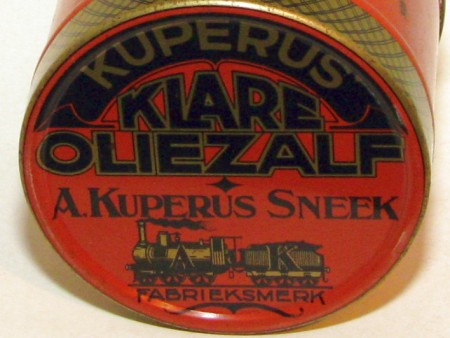 KUPERUS'
KLARE
OLIEZALF
A. KUPERUS SNEEK
A K
FABRIEKSMERK